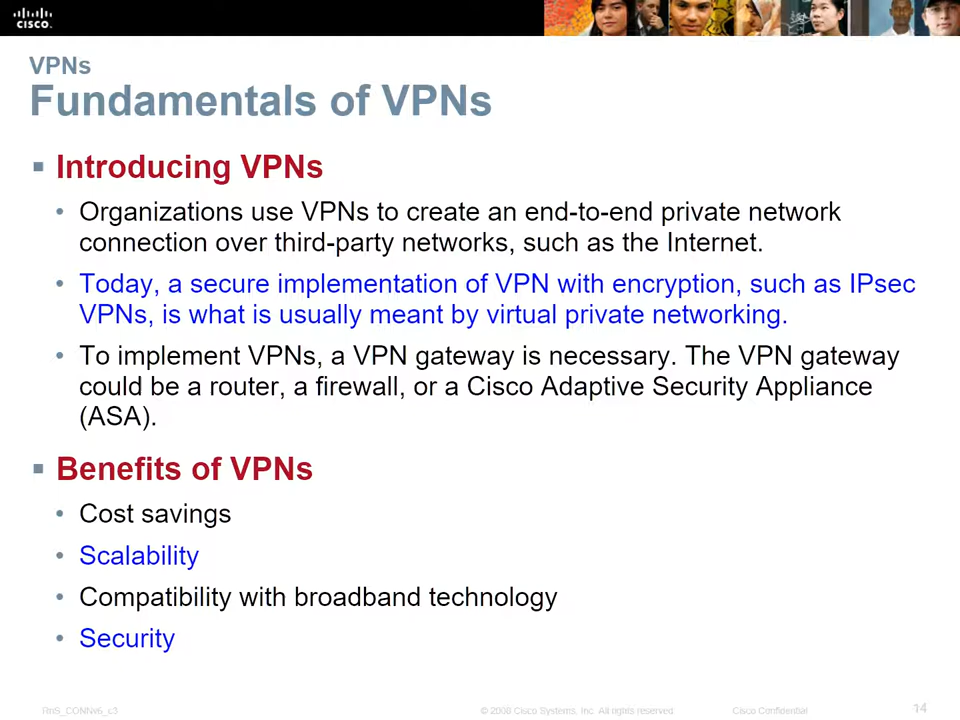 CISCO
VPNs
Fundamentals of VPNs
Introducing VPNs
Organizations use VPNs to create an end-to-end private network
connection over third-party networks, such as the Internet.
Today, a secure implementation of VPN with encryption, such as IPsec
VPNs, is what is usually meant by virtual private networking.
To implement VPNs, a VPN gateway is necessary. The VPN gateway
could be a router, a firewall, or a Cisco Adaptive Security Appliance
(ASA).
Benefits of VPNs
Cost savings
Scalability
Compatibility with broadband technology
Security
© 2008 Cisco Systems, Inc. All rights reserved.
Cisco Confidential
14